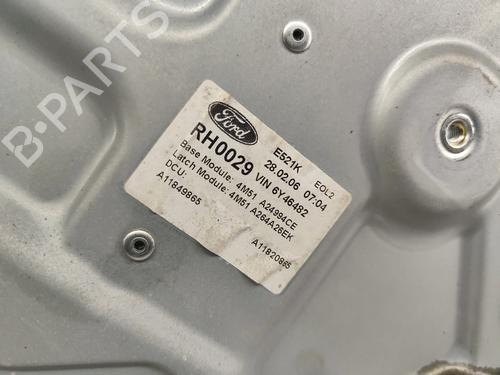 B-PARTS
Ford
E521K EOL2
28.02.06 07:04
RH0029 VIN 6Y46482
Base Module: 4M51 A24994CE
Latch Module: 4M51 A264A26EK
DCU:
A11849865 A11820865